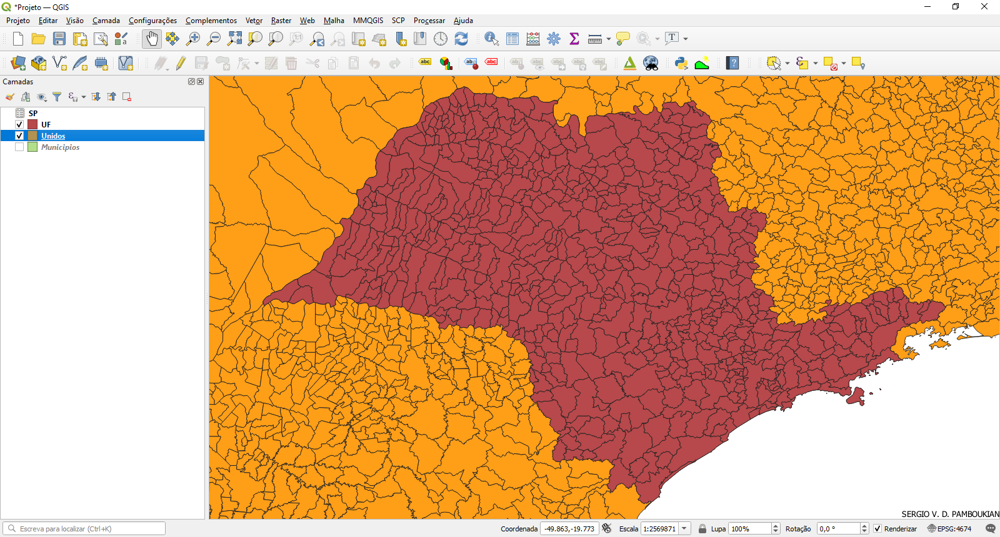 *Projeto — QGIS
Projeto Editar Visão Camada Configurações Complementos Vetor Raster Web Malha MMQGIS SCP Processar Ajuda
Camadas
SP
UF
Unidos
Municipios
SERGIO V. D. PAMBOUKIAN
Escreva para localizar (Ctrl+K) Coordenada -49.863,-19.773 Escala 1:2569871 Lupa 100% Rotação 0,0 ° Renderizar EPSG:4674